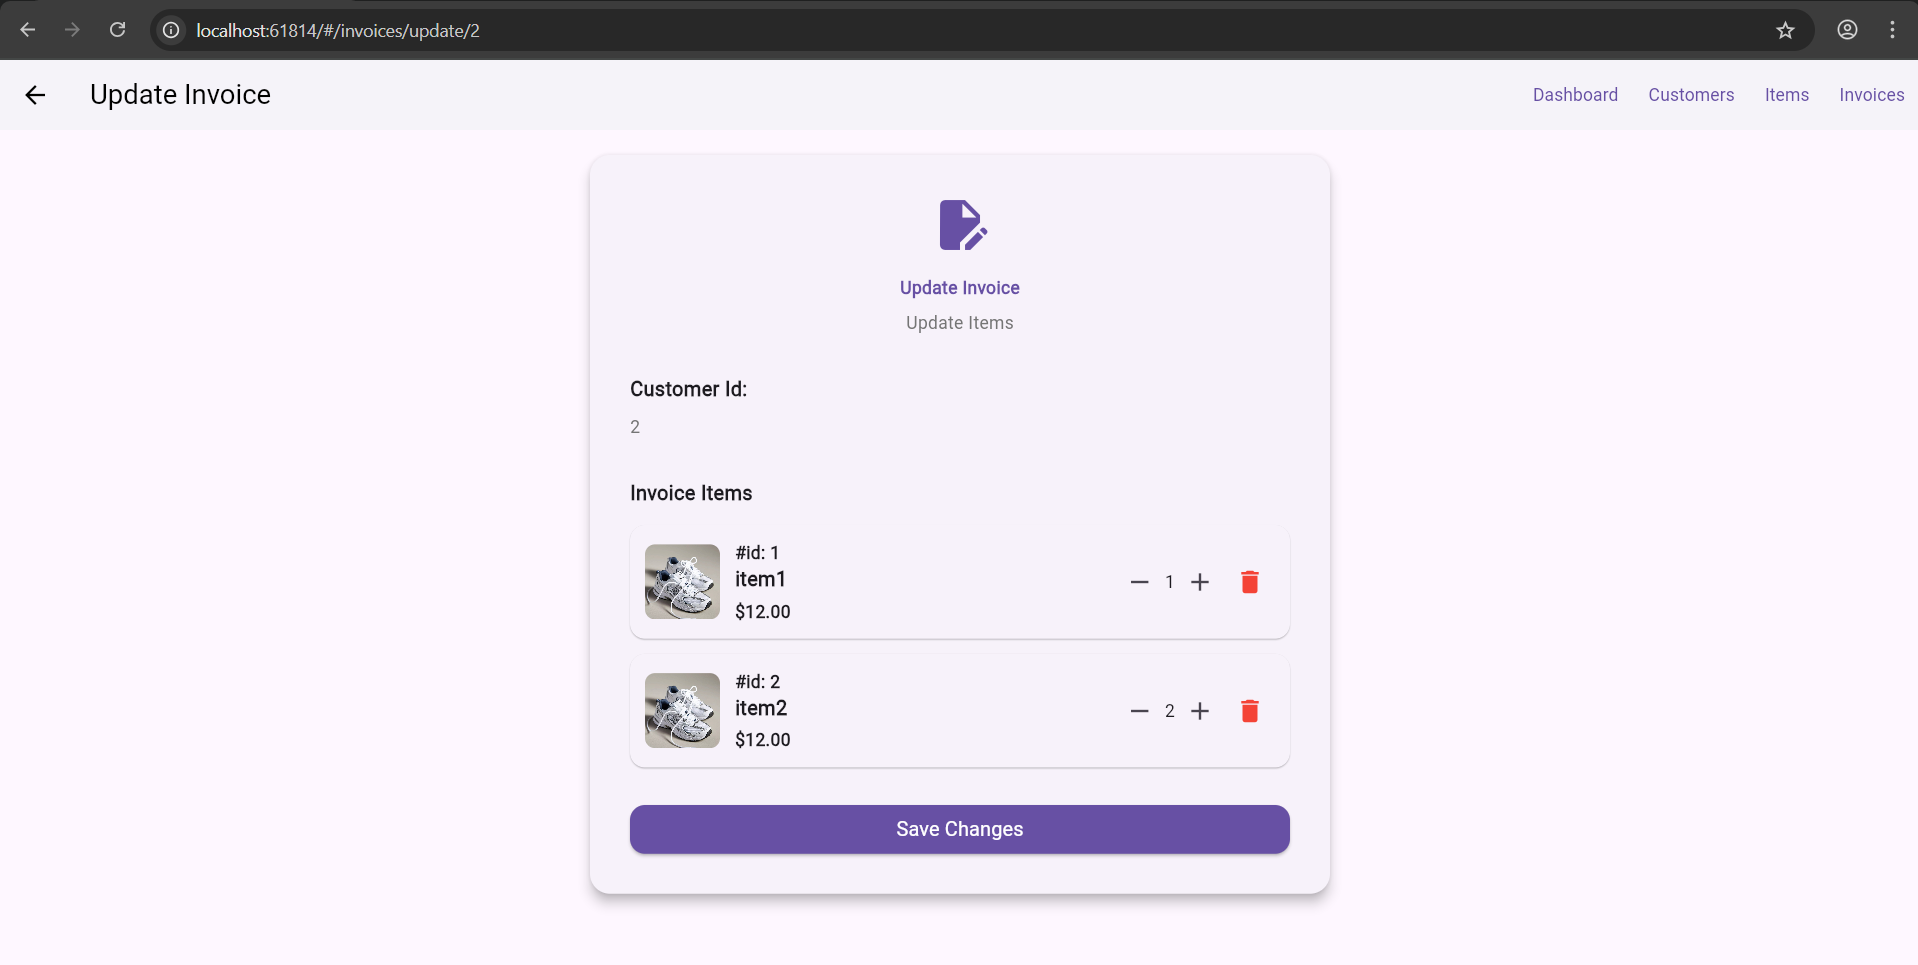 localhost:61814/#/invoices/update/2
Update Invoice
Dashboard Customers Items Invoices
Update Invoice
Update Items
Customer Id:
2
Invoice Items
#id: 1
item1
$12.00
1
#id: 2
item2
$12.00
2
Save Changes